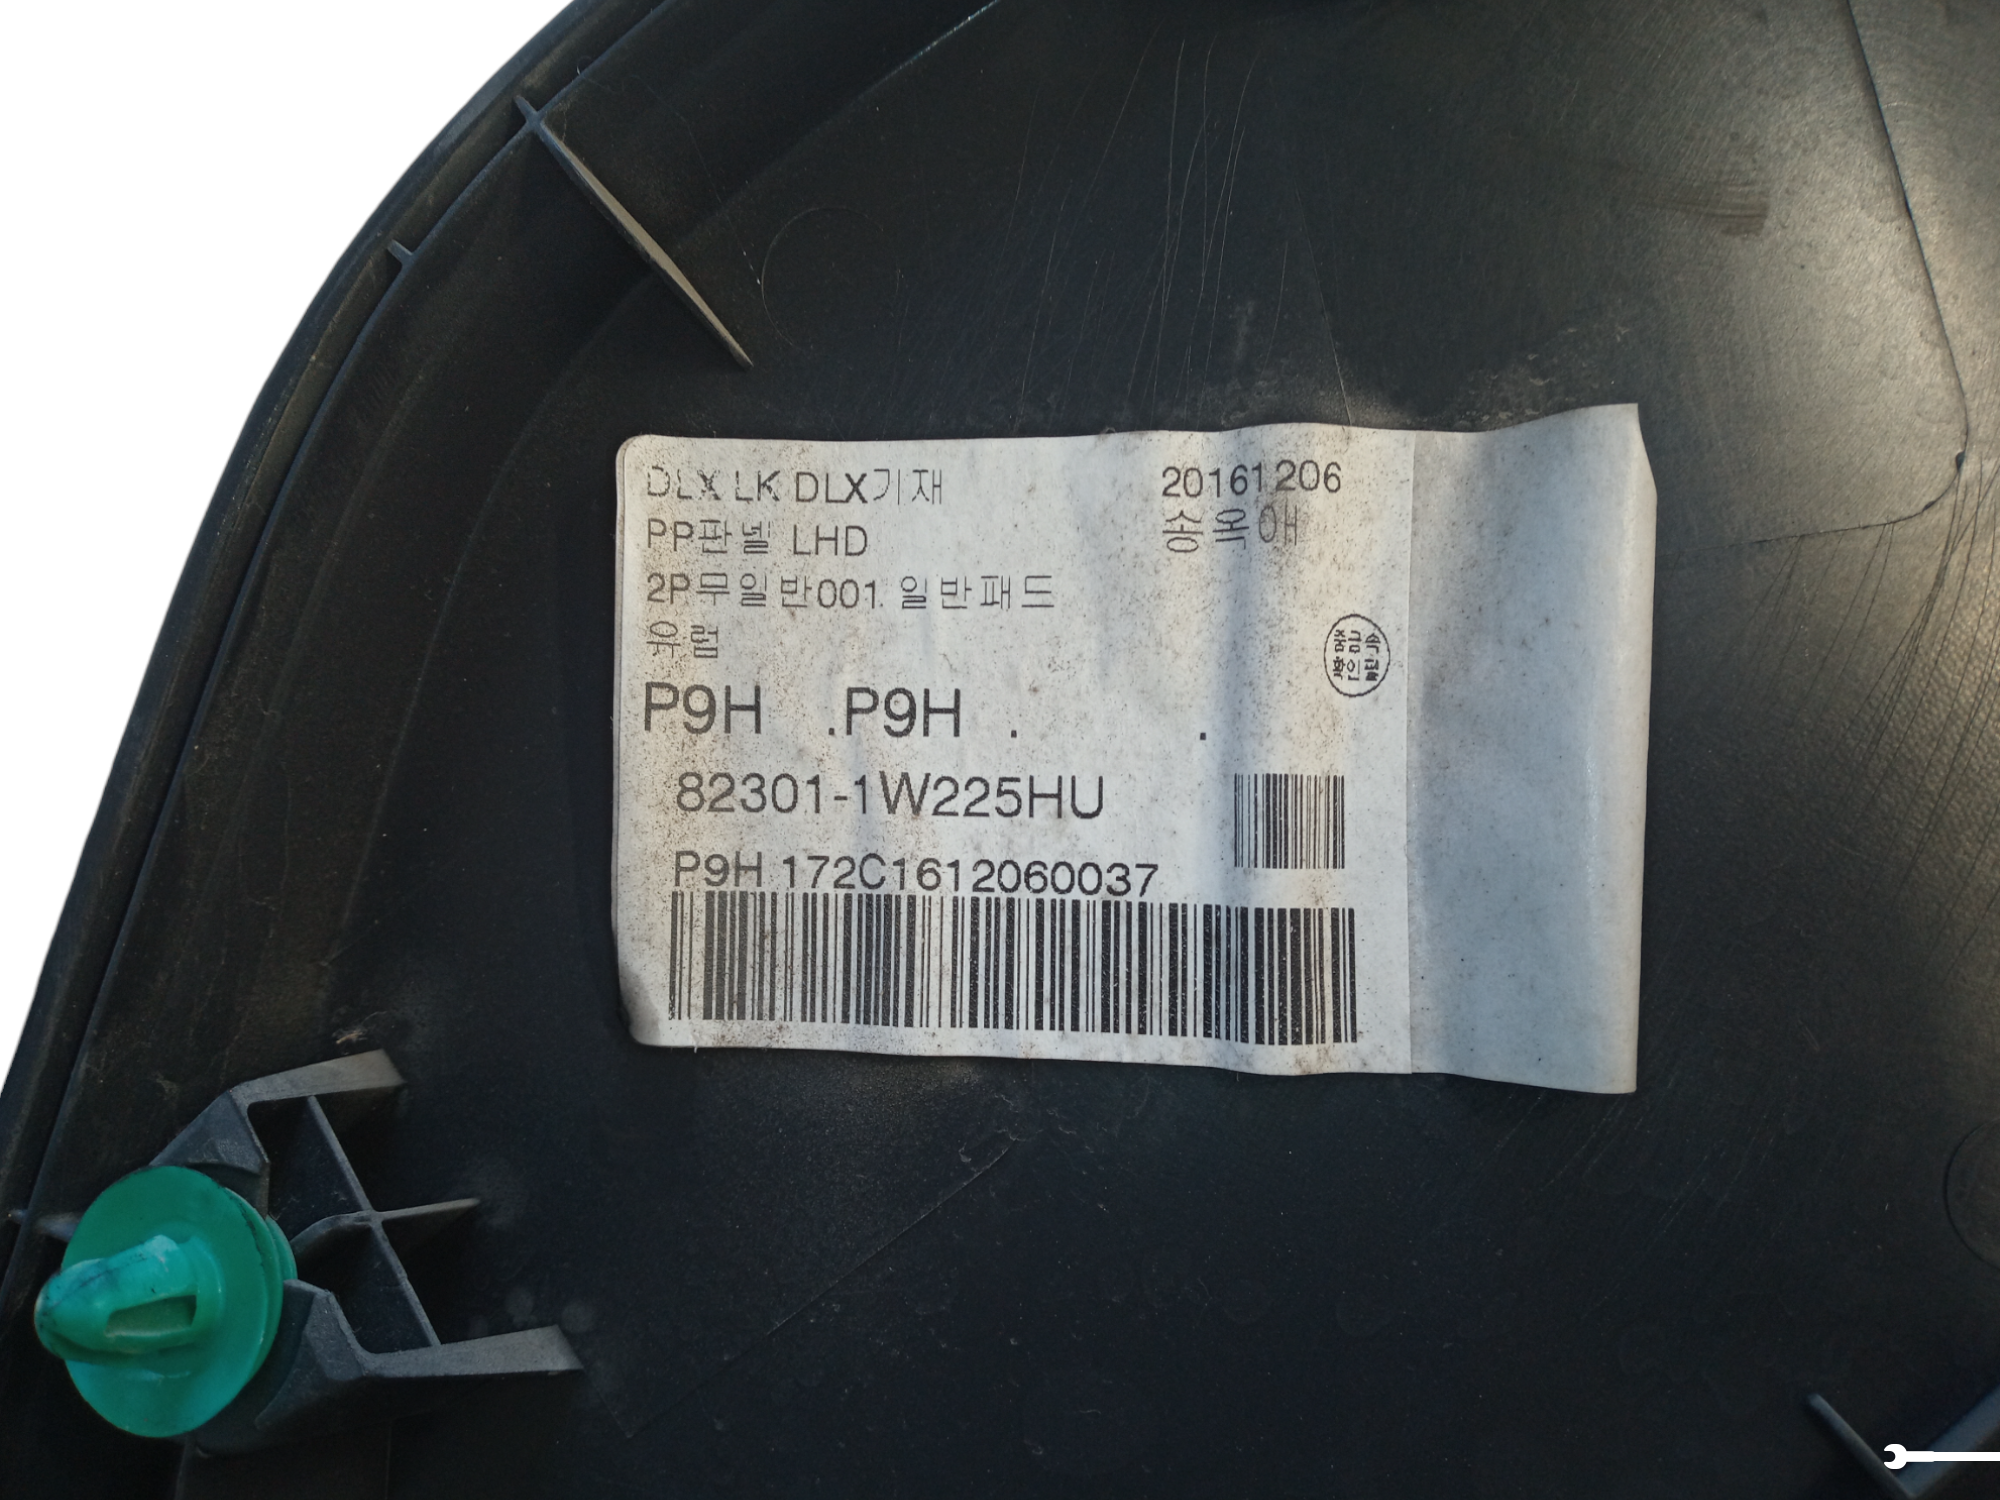 DLX LK DLX기재 20161206
PP판넬 LHD 송옥애
2P무일반001. 일반패드
유럽
P9H .P9H . .
82301-1W225HU
P9H 172C1612060037